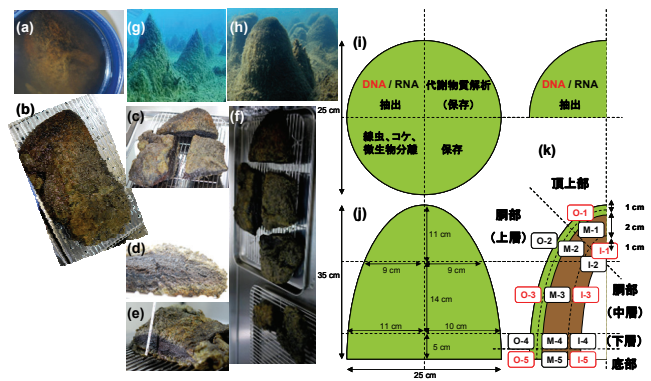 (a)
(g)
(h)
(i)
DNA / RNA
抽出
代謝物質解析
(保存)
線虫、コケ、
微生物分離
保存
25 cm
DNA / RNA
抽出
(b)
(c)
(f)
(d)
(e)
(j)
35 cm
11 cm
9 cm
9 cm
14 cm
11 cm
10 cm
5 cm
25 cm
(k)
頂上部
胴部
(上層)
O-1
M-1
I-1
O-2
M-2
I-2
1 cm
2 cm
1 cm
胴部
(中層)
O-3
M-3
I-3
(下層)
O-4
M-4
I-4
底部
O-5
M-5
I-5